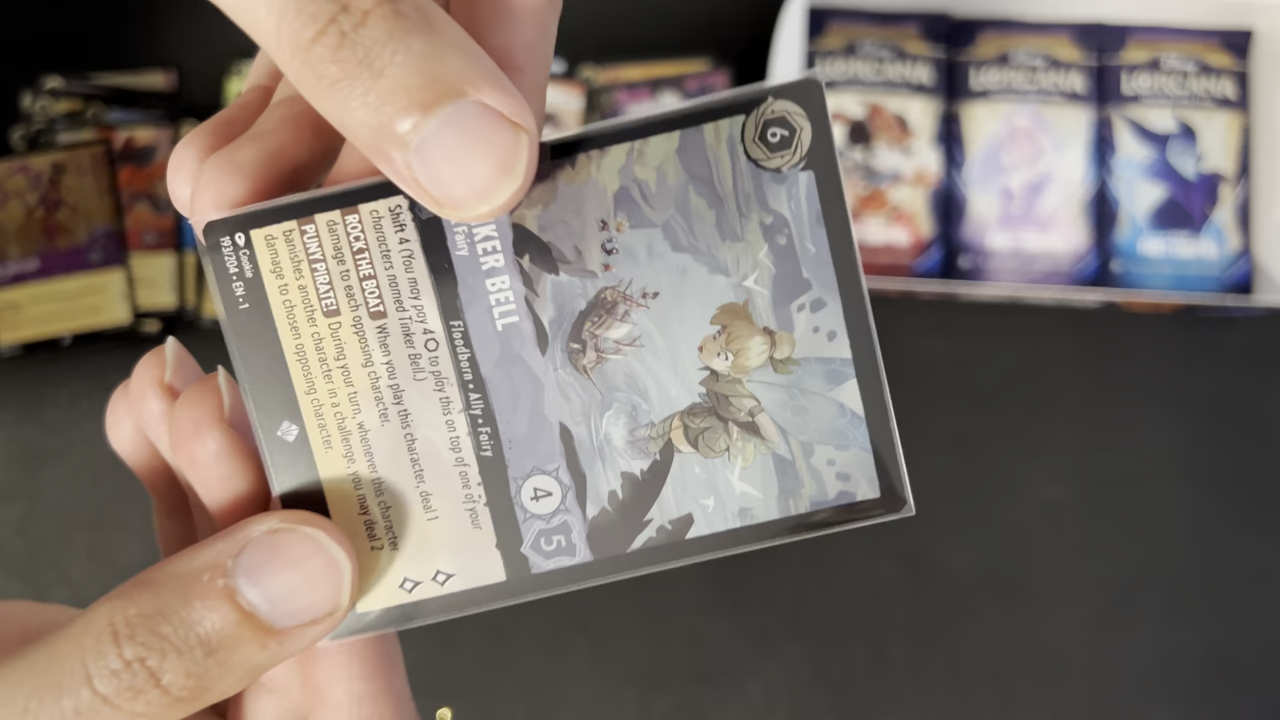 6
KER BELL
Fairy
4
5
Floodborn • Ally • Fairy
Shift 4 (You may pay 4 to play this on top of one of your
characters named Tinker Bell.)
ROCK THE BOAT When you play this character, deal 1
damage to each opposing character.
PUNY PIRATE! During your turn, whenever this character
banishes another character in a challenge, you may deal 2
damage to chosen opposing character.
Cookie
193/204 • EN • 1
LORCANA
LORCANA
LORCANA